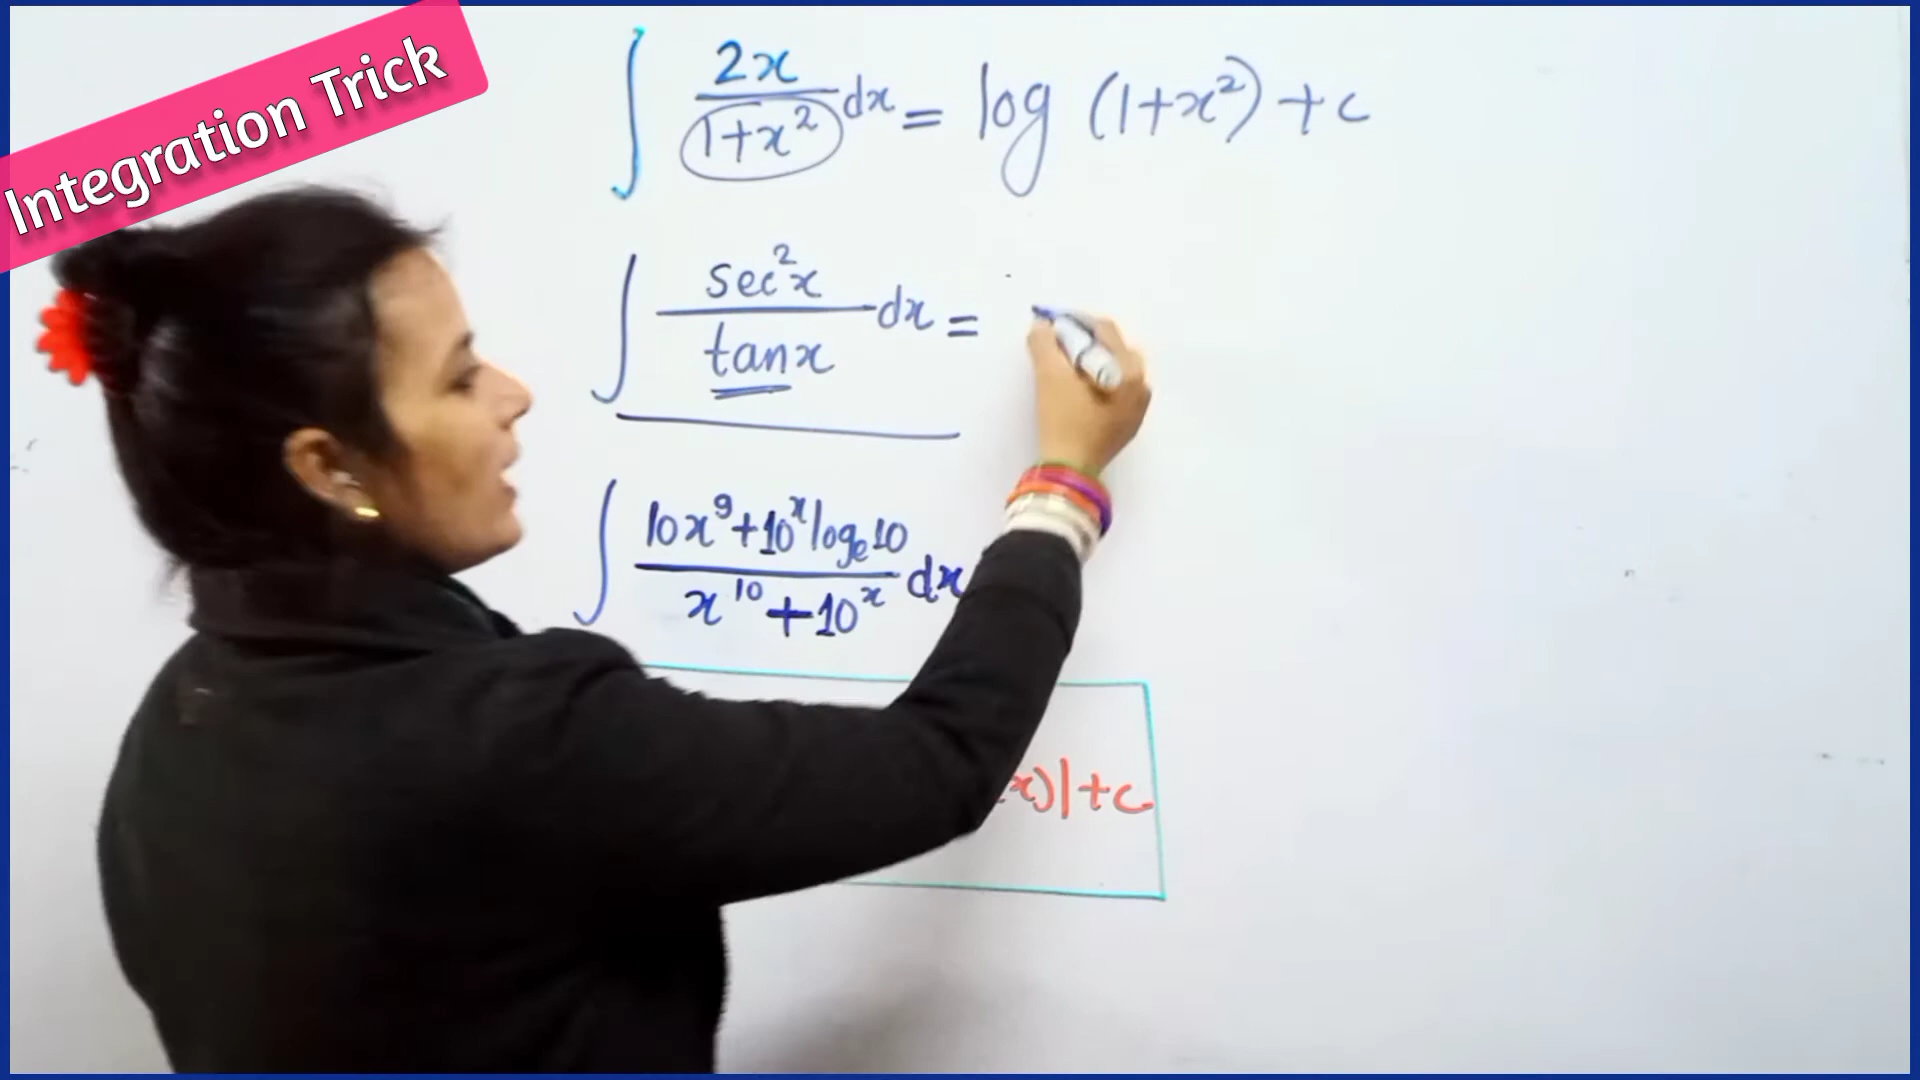 Integration Trick
∫ 2x/(1+x²) dx = log (1+x²) + c
∫ sec²x/tanx dx =
∫ (10x⁹+10ˣlogₑ10)/(x¹⁰+10ˣ) dx
x)|+c